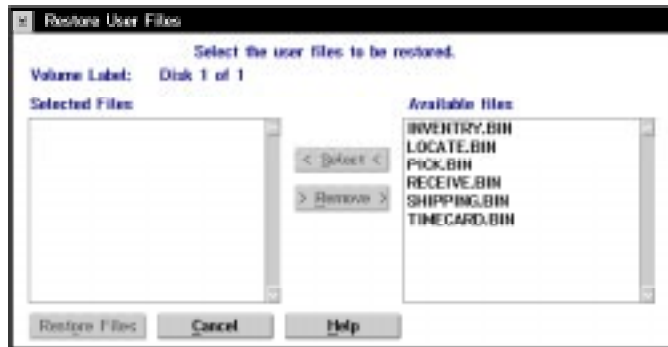 Restore User Files
Select the user files to be restored.
Volume Label: Disk 1 of 1
Selected Files
Available files
INVENTRY.BIN
LOCATE.BIN
PICK.BIN
RECEIVE.BIN
SHIPPING.BIN
TIMECARD.BIN
< Select <
> Remove >
Restore Files
Cancel
Help